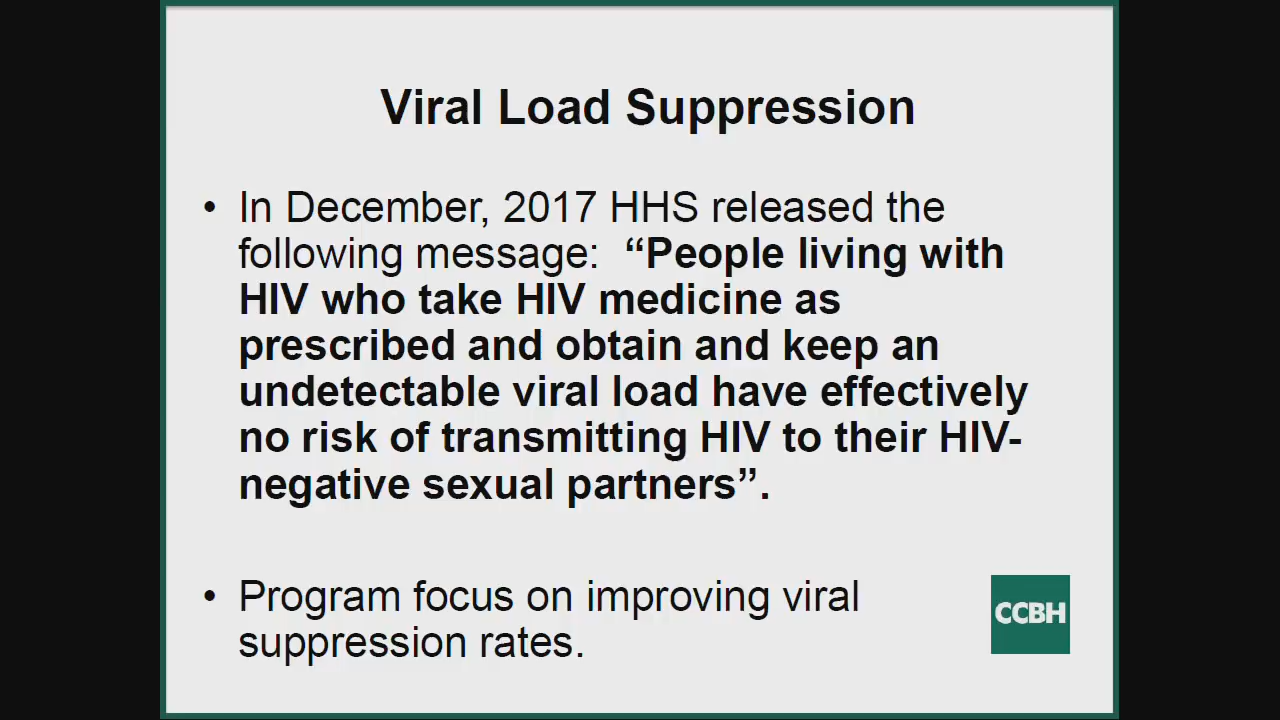 Viral Load Suppression
• In December, 2017 HHS released the
following message:  “People living with
HIV who take HIV medicine as
prescribed and obtain and keep an
undetectable viral load have effectively
no risk of transmitting HIV to their HIV-
negative sexual partners”.
• Program focus on improving viral
suppression rates.
CCBH